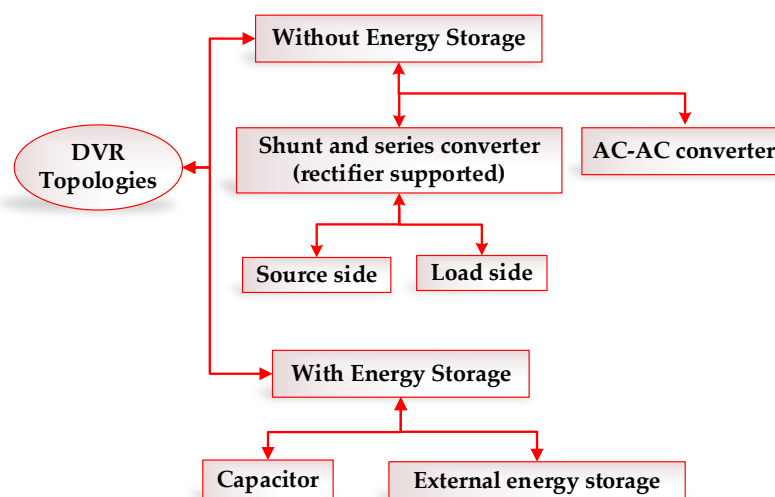 Without Energy Storage
DVR
Topologies
Shunt and series converter
(rectifier supported)
AC-AC converter
Source side
Load side
With Energy Storage
Capacitor
External energy storage